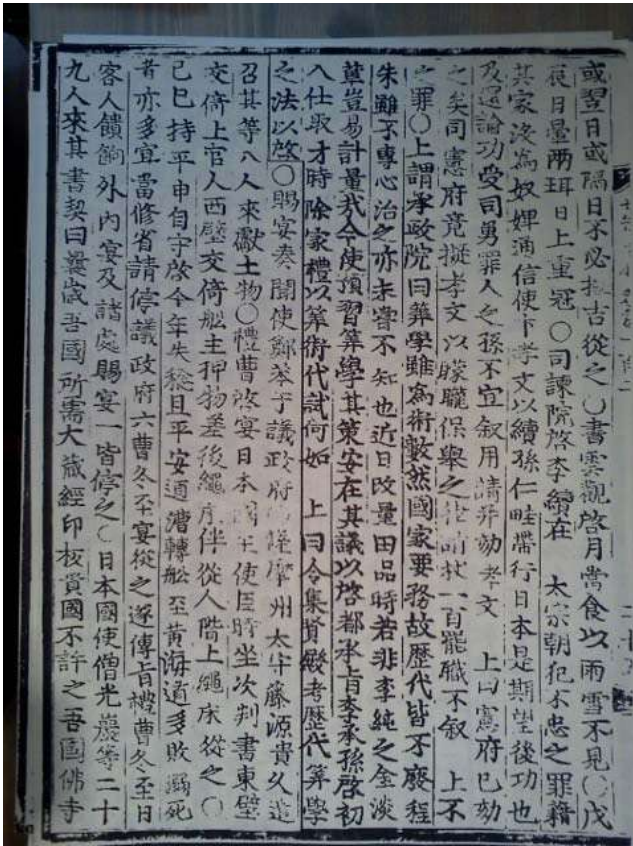 或翌日或隔日不必擇吉從之○書雲觀啓月當食以雨雪不見○戊
辰日暈兩珥日上重冠○司諫院啓李續在 太宗朝犯不忠之罪籍
其家沒為奴婢通信使卞孝文以續孫仁畦帶行日本是期望後功也
及還論功受司勇罪人之孫不宜敘用請幷劾孝文 上曰憲府已劾
之矣司憲府竟擬孝文以朦朧保舉之律請杖一百罷職不敘 上不
之罪○上謂承政院曰算學雖為術數然國家要務故歷代皆不廢程
朱雖不專心治之亦未嘗不知也近日改量田品時若非李純之金淡
輩豈易計量哉今使預習算學其策安在其議以啓都承旨李承孫啓初
入仕取才時除家禮以算術代試何如 上曰令集賢殿考歷代算學
之法以啓○賜宴奏聞使鄭苯于議政府○薩摩州太守藤源貴久遣
召其等八人來獻土物○禮曹啓宴日本國王使臣時坐次判書東壁
交倚上官人西壁交倚船主押物差後繩床伴從人階上繩床從之○
己巳持平申自守啓今年失稔且平安道漕轉船至黃海道多敗溺死
者亦多宜當修省請停議政府六曹冬至宴從之遂傳旨禮曹冬至日
客人饋餉外內宴及諸處賜宴一皆停之○日本國使僧光嚴等二十
九人來其書契曰曩歲吾國所需大藏經印板貴國不許之吾國佛寺